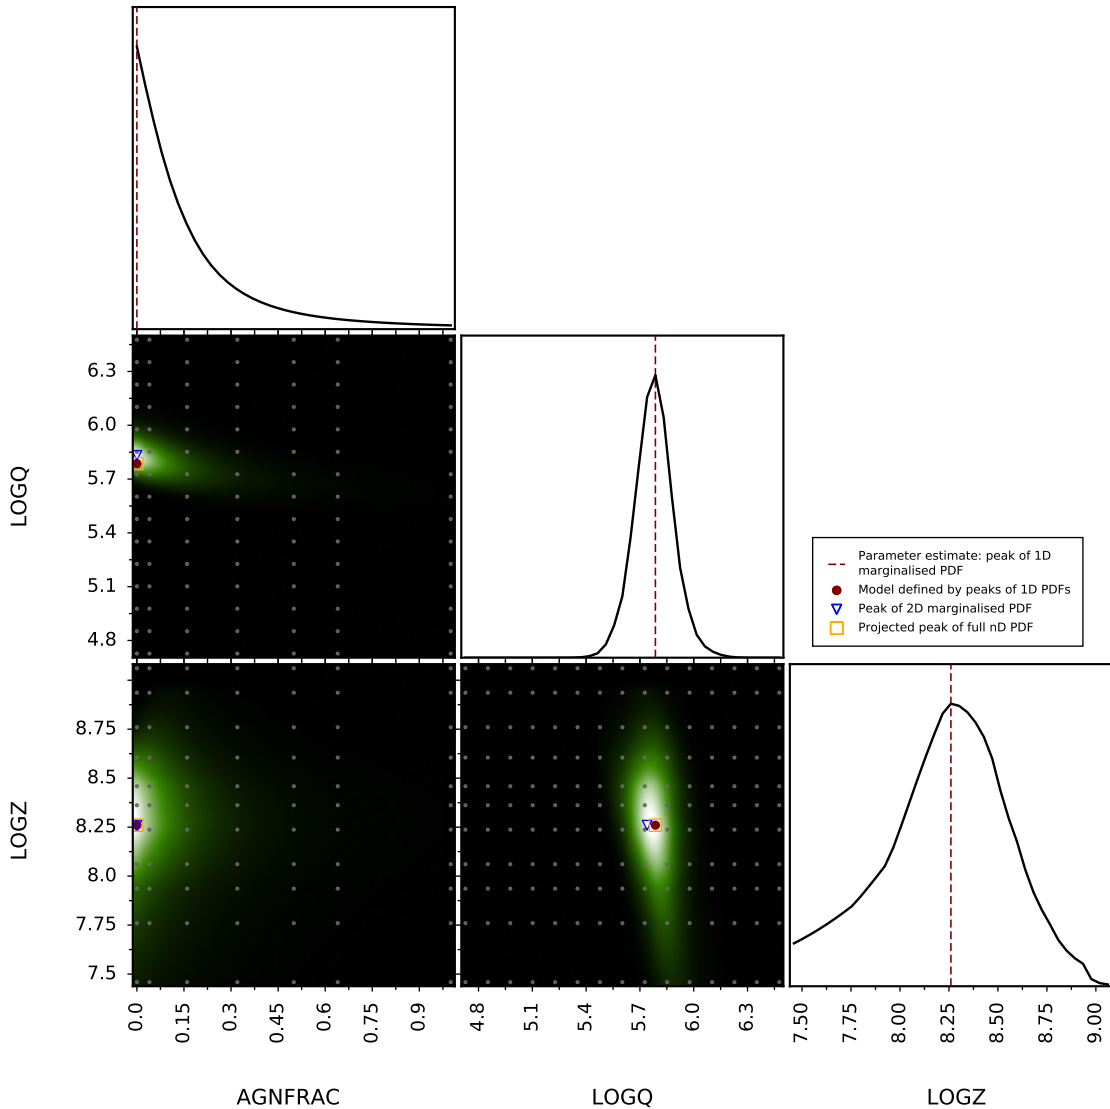 6.3
6.0
5.7
5.4
5.1
4.8
LOGQ
Parameter estimate: peak of 1D
marginalised PDF
Model defined by peaks of 1D PDFs
Peak of 2D marginalised PDF
Projected peak of full nD PDF
8.75
8.5
8.25
8.0
7.75
7.5
LOGZ
0.0 0.15 0.3 0.45 0.6 0.75 0.9
4.8 5.1 5.4 5.7 6.0 6.3
7.50 7.75 8.00 8.25 8.50 8.75 9.00
AGNFRAC
LOGQ
LOGZ